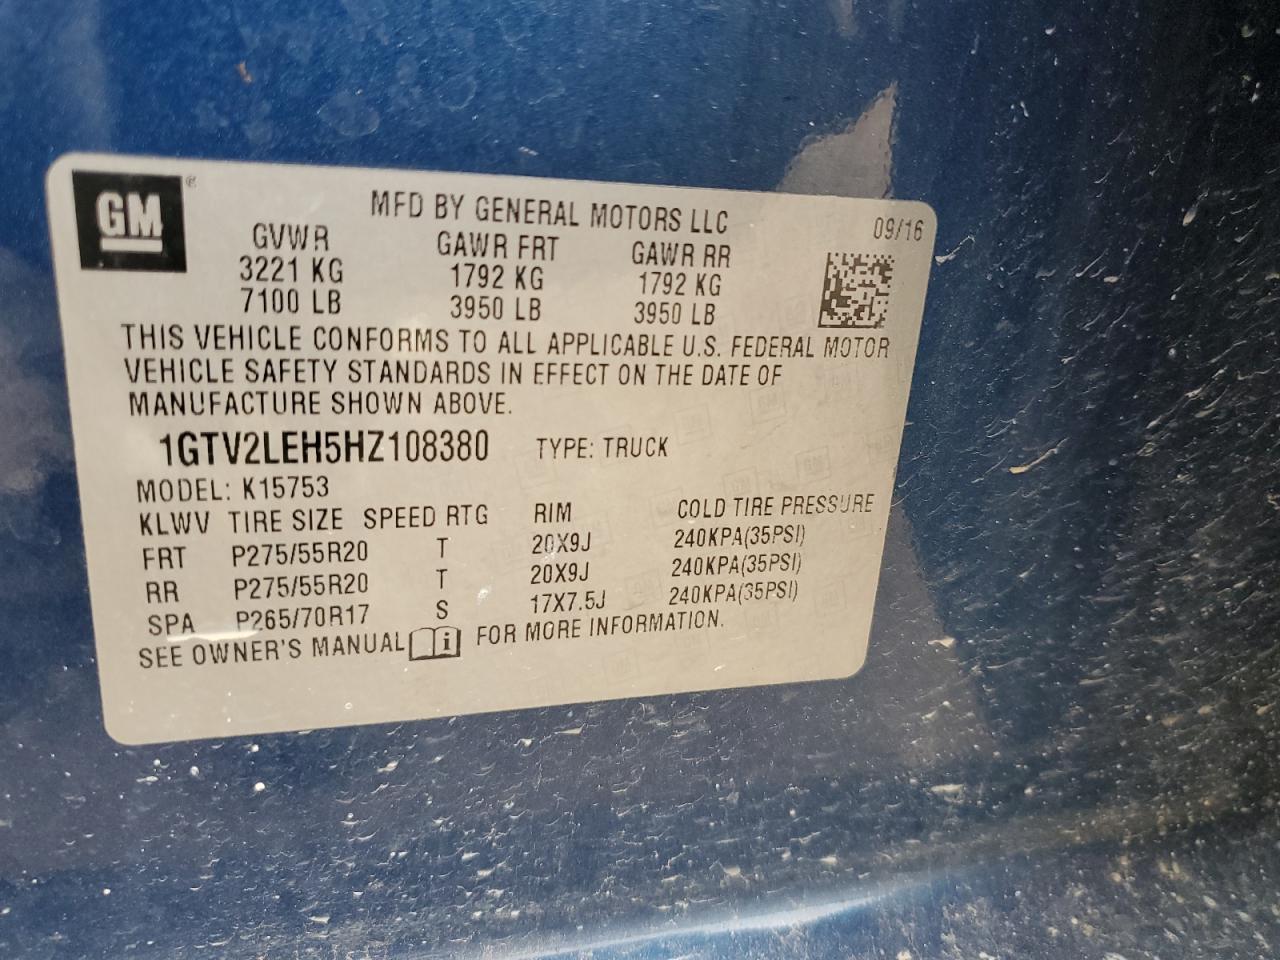 GM ©
MFD BY GENERAL MOTORS LLC
09/16
GVWR GAWR FRT GAWR RR
3221 KG 1792 KG 1792 KG
7100 LB 3950 LB 3950 LB
THIS VEHICLE CONFORMS TO ALL APPLICABLE U.S. FEDERAL MOTOR
VEHICLE SAFETY STANDARDS IN EFFECT ON THE DATE OF
MANUFACTURE SHOWN ABOVE.
1GTV2LEH5HZ108380 TYPE: TRUCK
MODEL: K15753
KLWV TIRE SIZE SPEED RTG RIM COLD TIRE PRESSURE
FRT P275/55R20 T 20X9J 240KPA(35PSI)
RR P275/55R20 T 20X9J 240KPA(35PSI)
SPA P265/70R17 S 17X7.5J 240KPA(35PSI)
SEE OWNER'S MANUAL i FOR MORE INFORMATION.